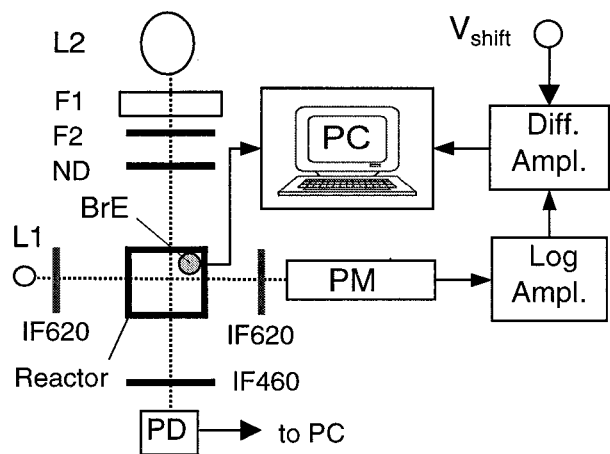 L2
V shift
F1
F2
ND
PC
Diff.
Ampl.
BrE
L1
PM
Log
Ampl.
IF620
IF620
Reactor
IF460
PD
to PC